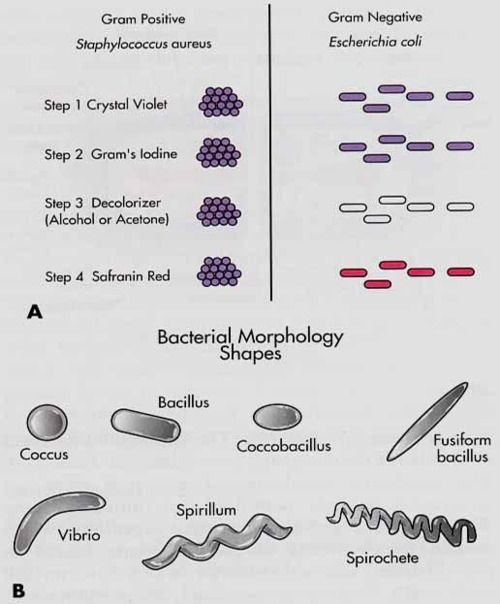 Gram Positive
Staphylococcus aureus
Gram Negative
Escherichia coli
Step 1 Crystal Violet
Step 2 Gram's Iodine
Step 3 Decolorizer
(Alcohol or Acetone)
Step 4 Safranin Red
A
Bacterial Morphology
Shapes
Coccus
Bacillus
Coccobacillus
Fusiform
bacillus
Vibrio
Spirillum
Spirochete
B